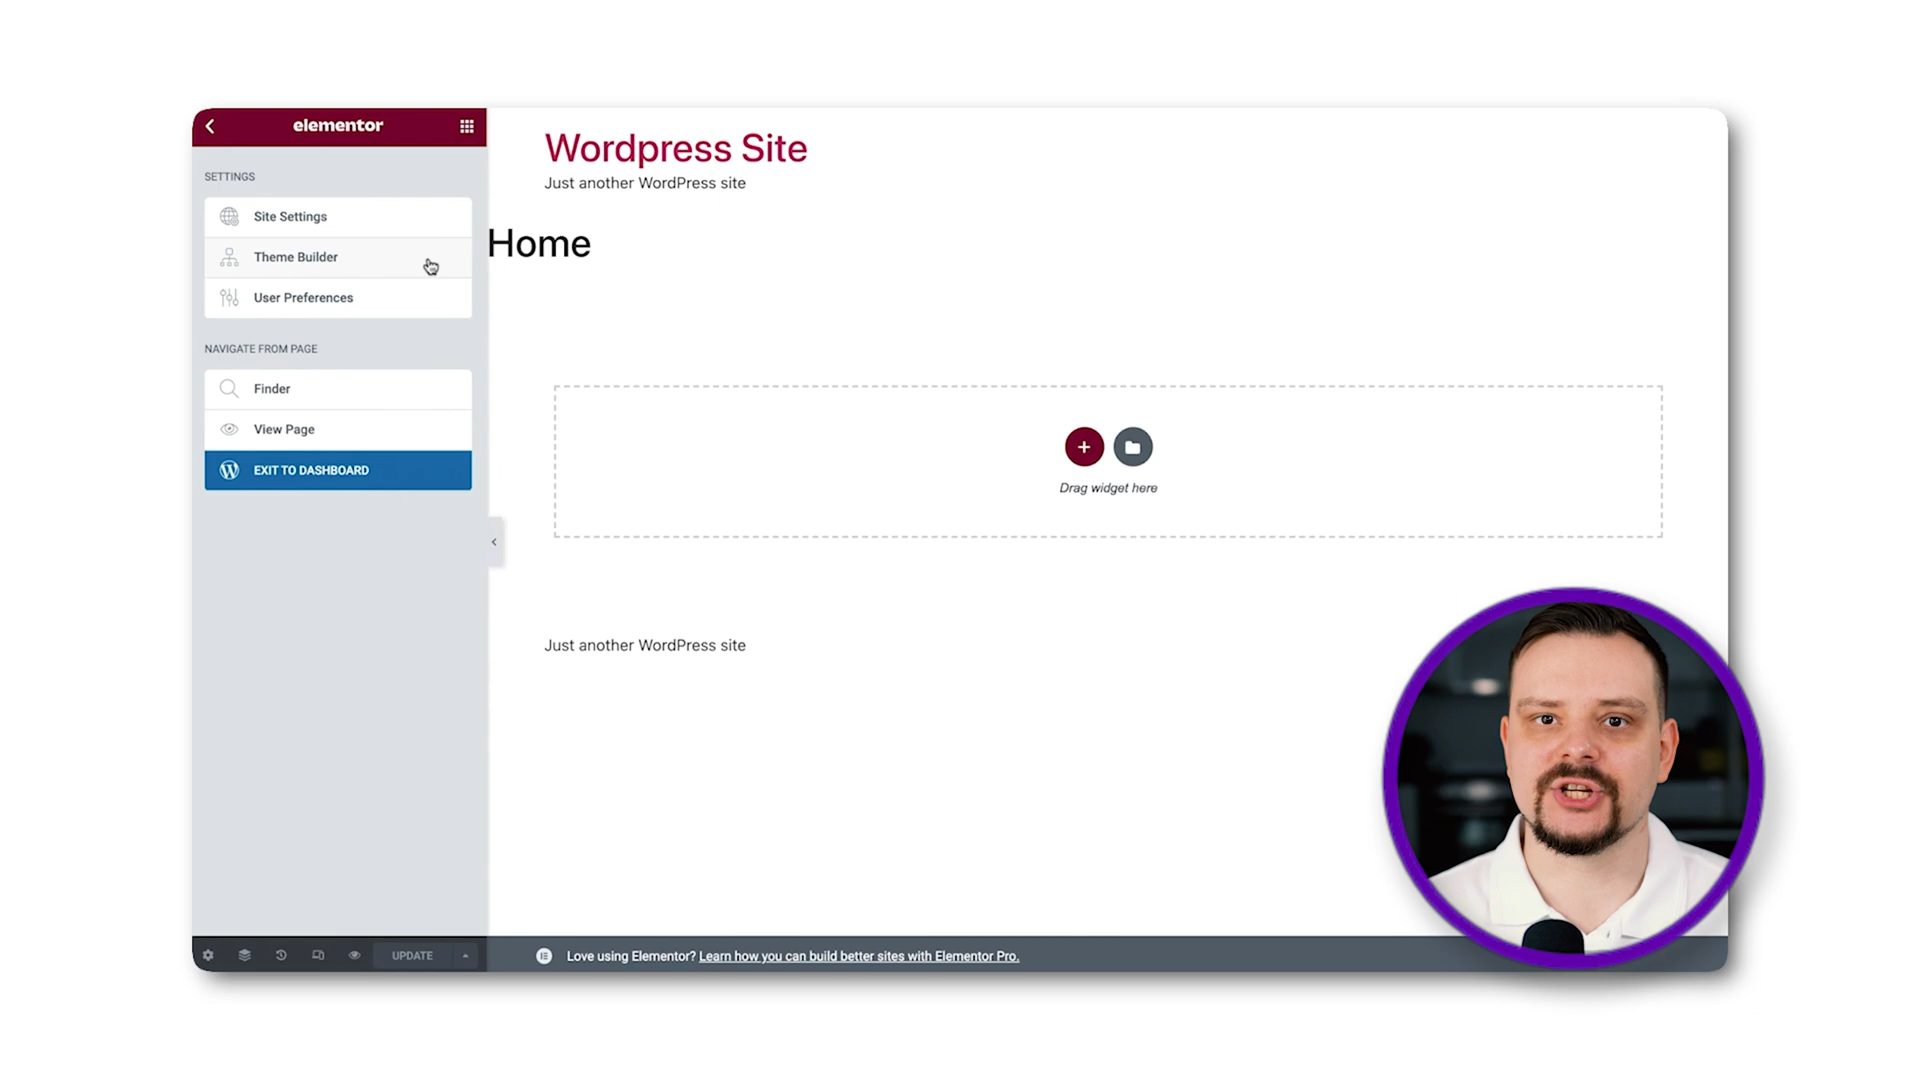 elementor
SETTINGS
Site Settings
Theme Builder
User Preferences
NAVIGATE FROM PAGE
Finder
View Page
EXIT TO DASHBOARD
UPDATE
Wordpress Site
Just another WordPress site
Home
+
Drag widget here
Just another WordPress site
Love using Elementor? Learn how you can build better sites with Elementor Pro.